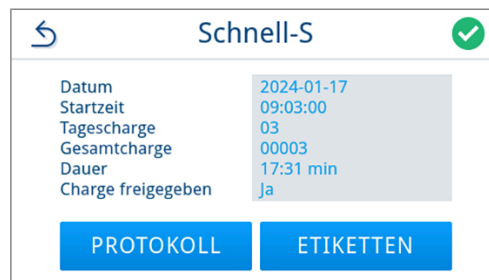 Schnell-S
Datum 2024-01-17
Startzeit 09:03:00
Tagescharge 03
Gesamtcharge 00003
Dauer 17:31 min
Charge freigegeben Ja
PROTOKOLL ETIKETTEN